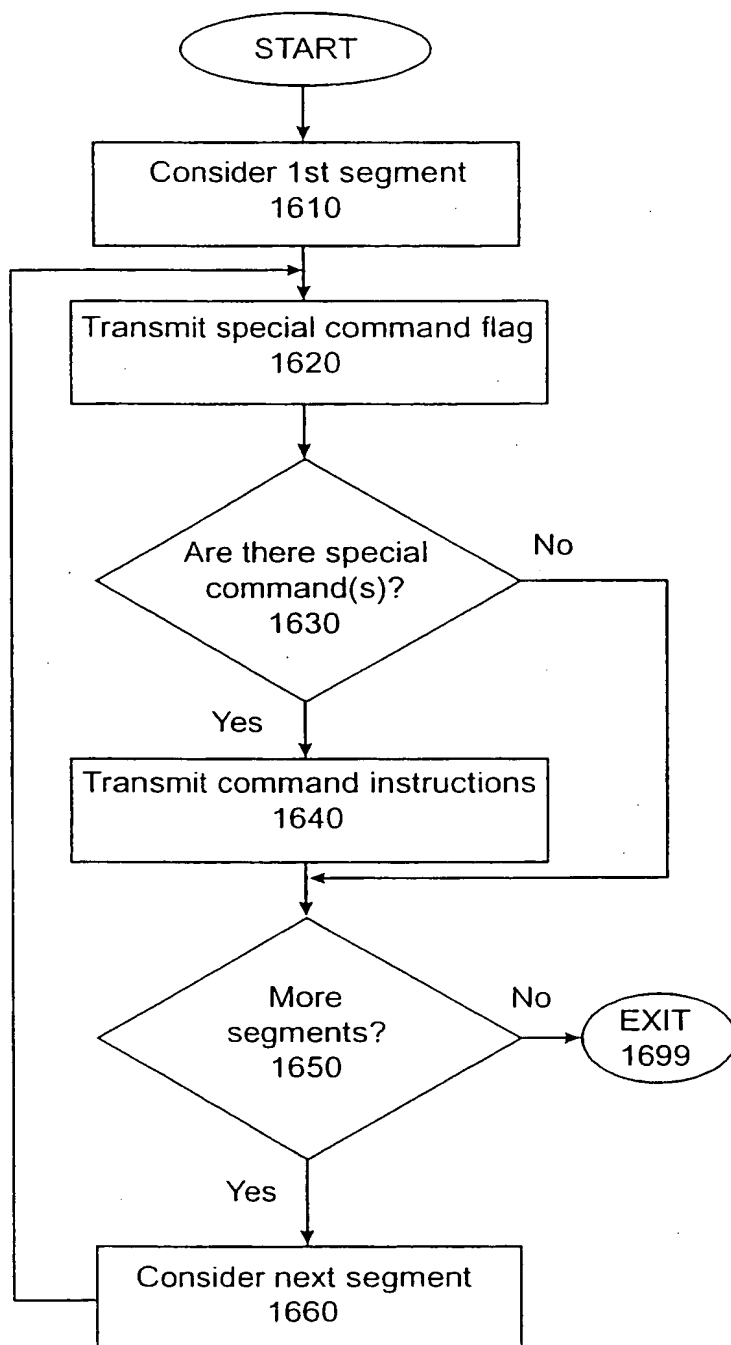 START
Consider 1st segment
1610
Transmit special command flag
1620
Are there special
command(s)?
1630
No
Yes
Transmit command instructions
1640
More
segments?
1650
No
EXIT
1699
Yes
Consider next segment
1660